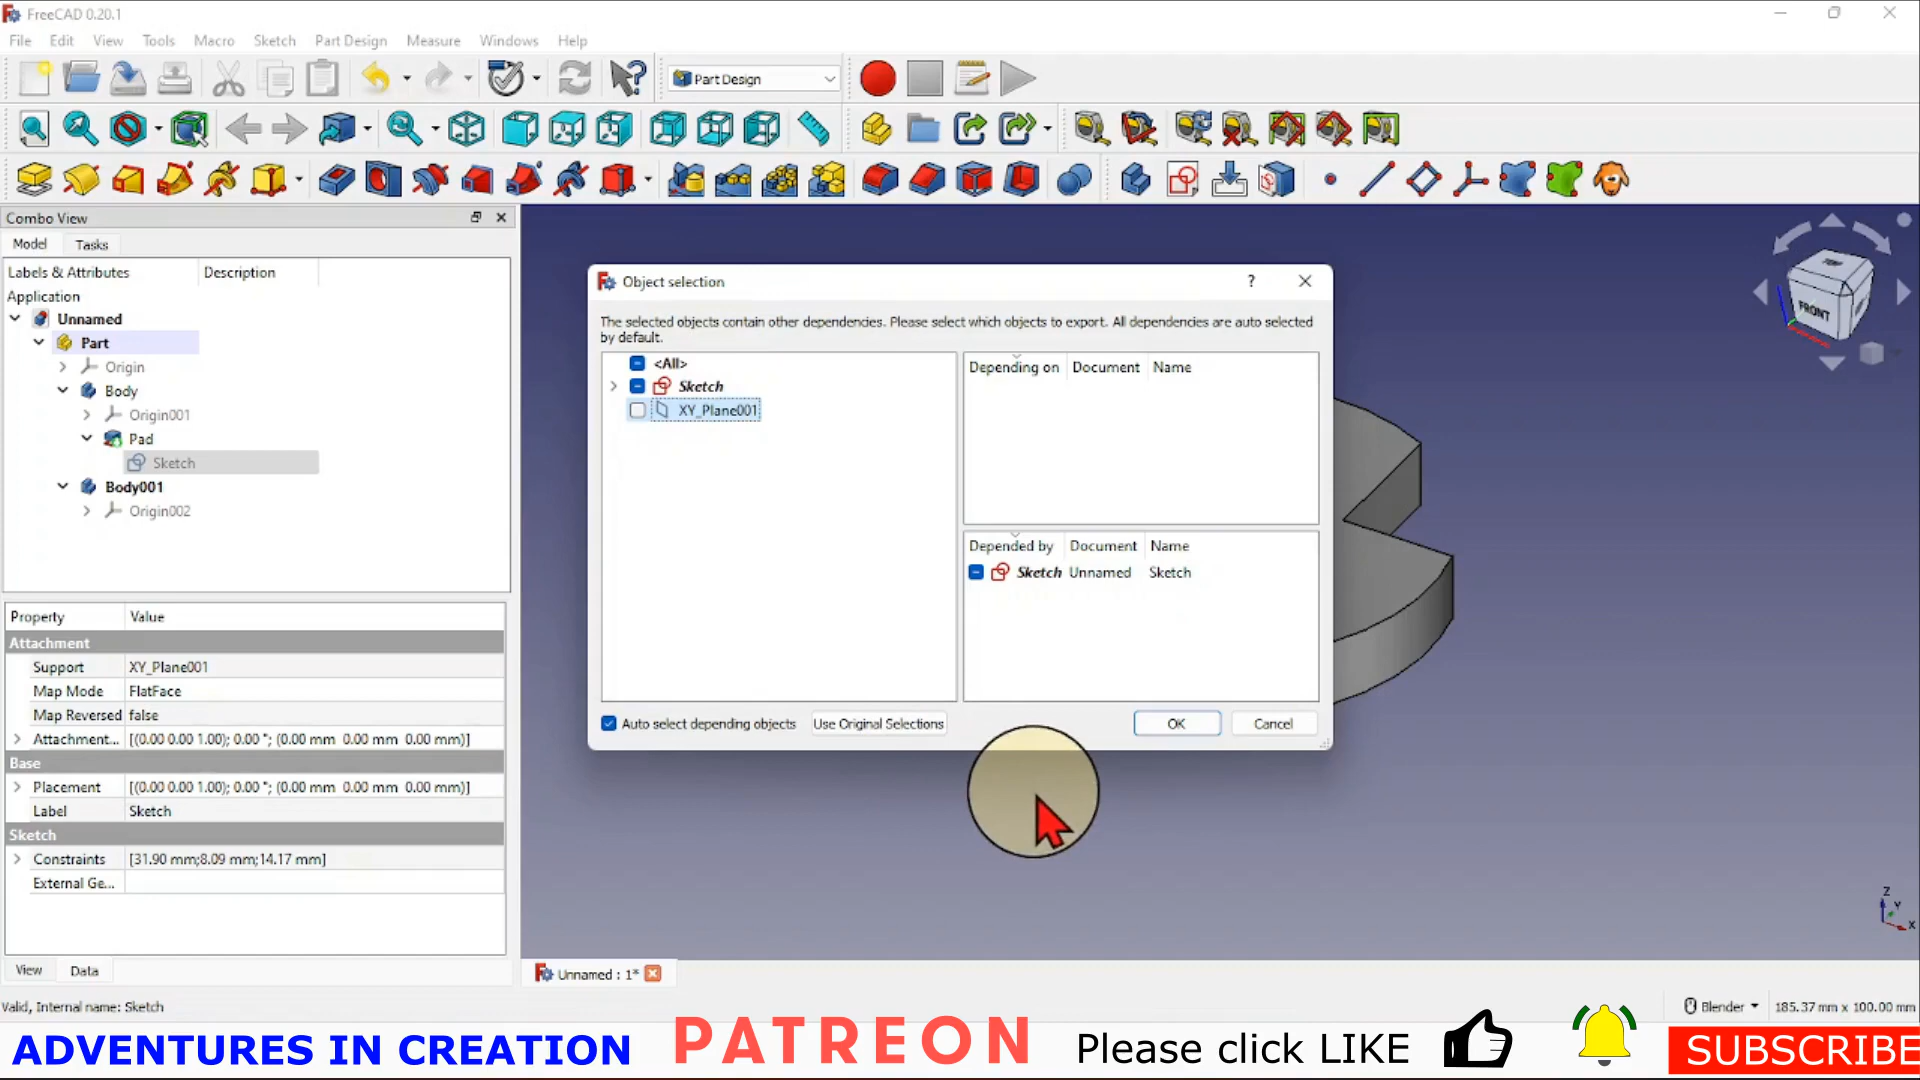 FreeCAD 0.20.1
File Edit View Tools Macro Sketch Part Design Measure Windows Help
Part Design
Combo View
Model Tasks
Labels & Attributes Description
Application
Unnamed
Part
Origin
Body
Origin001
Pad
Sketch
Body001
Origin002
Property Value
Attachment
Support XY_Plane001
Map Mode FlatFace
Map Reversed false
Attachment... [(0.00 0.00 1.00); 0.00 °; (0.00 mm 0.00 mm 0.00 mm)]
Base
Placement [(0.00 0.00 1.00); 0.00 °; (0.00 mm 0.00 mm 0.00 mm)]
Label Sketch
Sketch
Constraints [31.90 mm;8.09 mm;14.17 mm]
External Ge...
View Data
Valid, Internal name: Sketch
Object selection ?
The selected objects contain other dependencies. Please select which objects to export. All dependencies are auto selected
by default.
<All>
Sketch
XY_Plane001
Depending on Document Name
Depended by Document Name
Sketch Unnamed Sketch
Auto select depending objects Use Original Selections OK Cancel
TOP
FRONT
Z
Y
X
Unnamed : 1*
Blender 185.37 mm x 100.00 mm
ADVENTURES IN CREATION PATREON Please click LIKE SUBSCRIBE